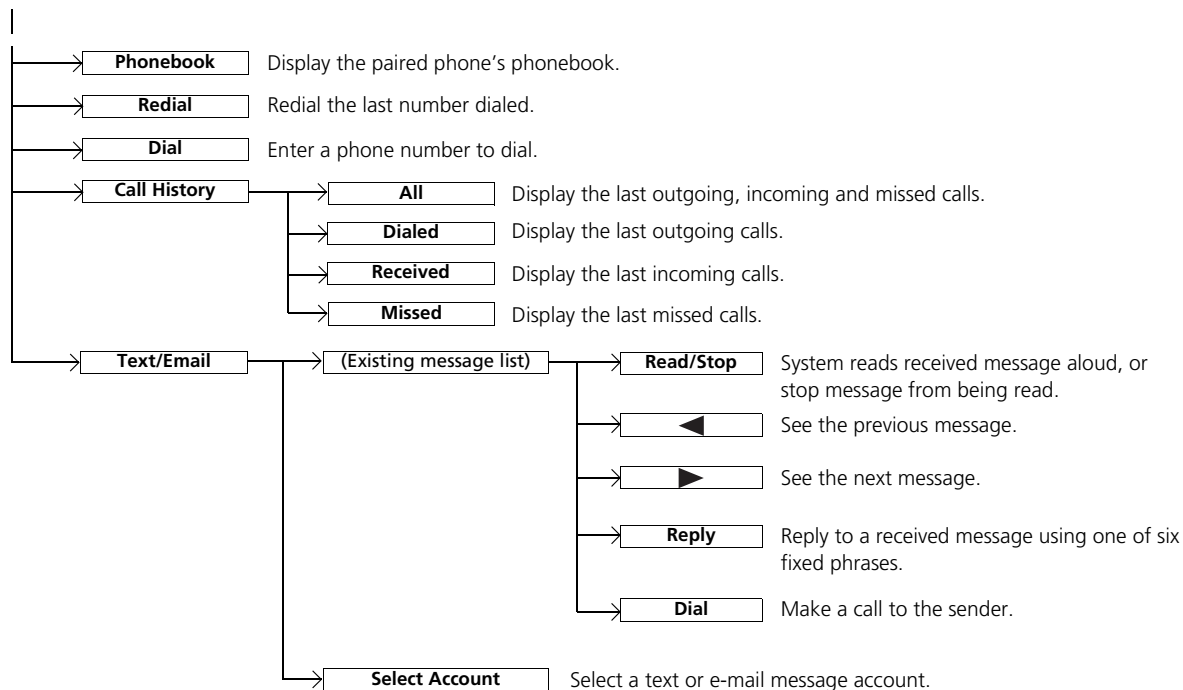 Phonebook Display the paired phone’s phonebook.
Redial Redial the last number dialed.
Dial Enter a phone number to dial.
Call History All Display the last outgoing, incoming and missed calls.
Dialed Display the last outgoing calls.
Received Display the last incoming calls.
Missed Display the last missed calls.
Text/Email (Existing message list) Read/Stop System reads received message aloud, or
stop message from being read.
See the previous message.
See the next message.
Reply Reply to a received message using one of six
fixed phrases.
Dial Make a call to the sender.
Select Account Select a text or e-mail message account.